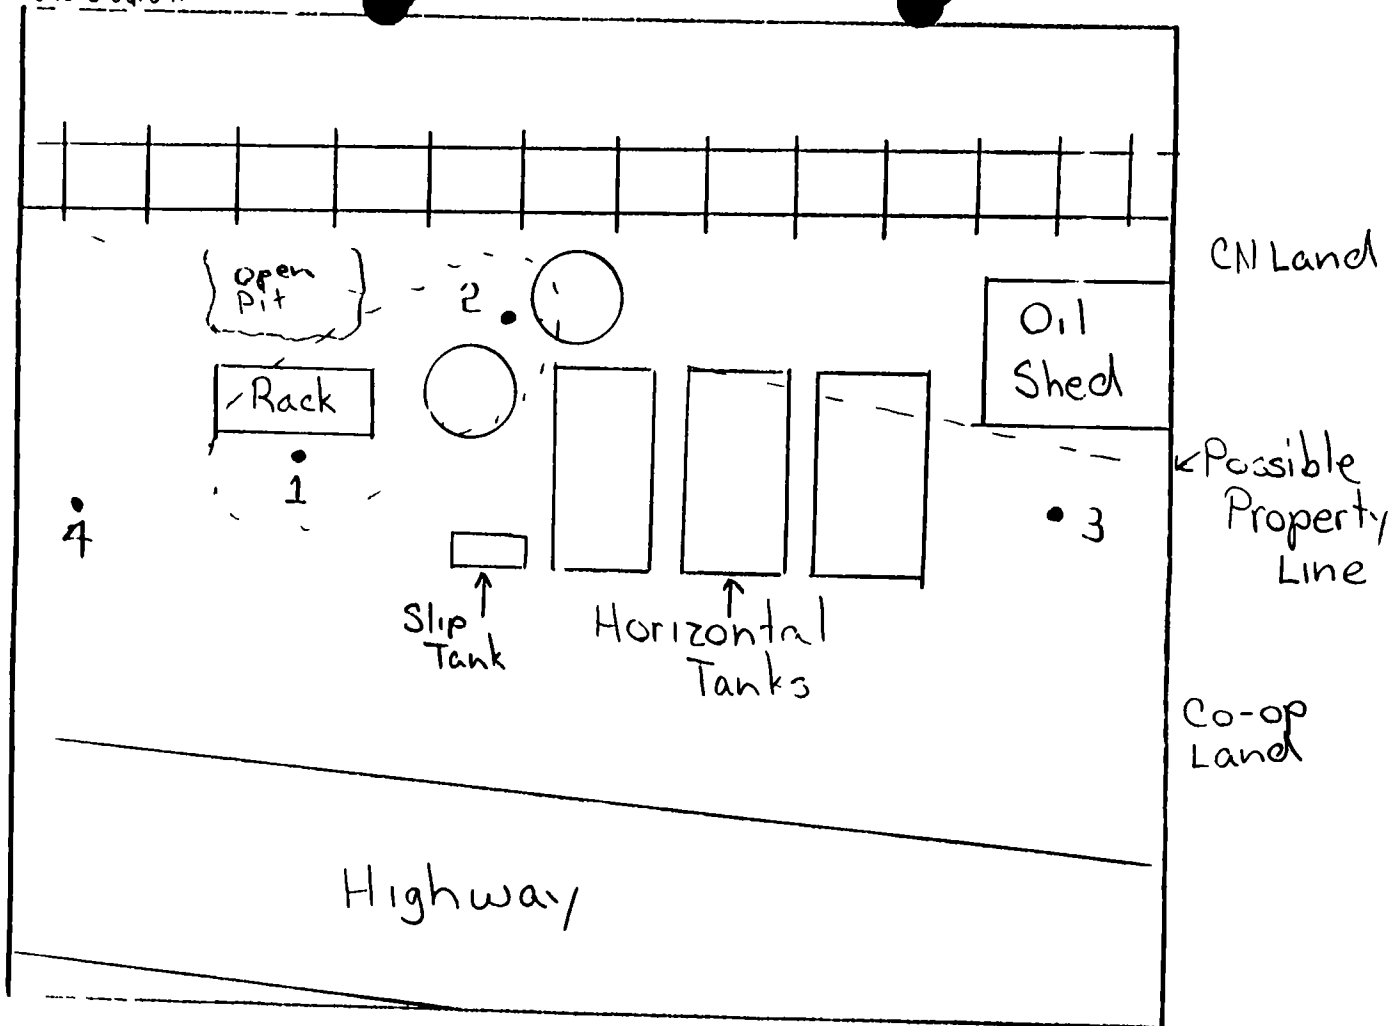 CN Land
Open
Pit
2
Oil
Shed
Rack
Possible
Property
Line
1
4
3
Slip
Tank
Horizontal
Tanks
Co-op
Land
Highway